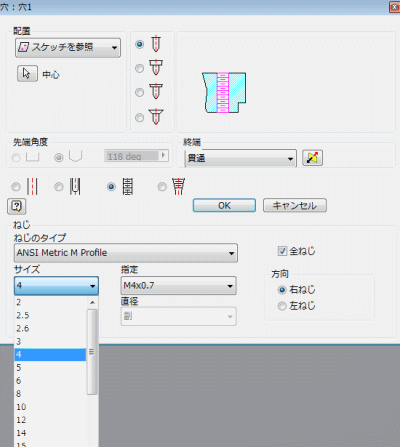 穴 : 穴1
配置
スケッチを参照
中心
先端角度
118 deg
終端
貫通
OK
キャンセル
ねじ
ねじのタイプ
ANSI Metric M Profile
全ねじ
サイズ
指定
方向
4
M4x0.7
右ねじ
直径
左ねじ
2
2.5
2.6
3
4
5
6
8
10
12
14
15